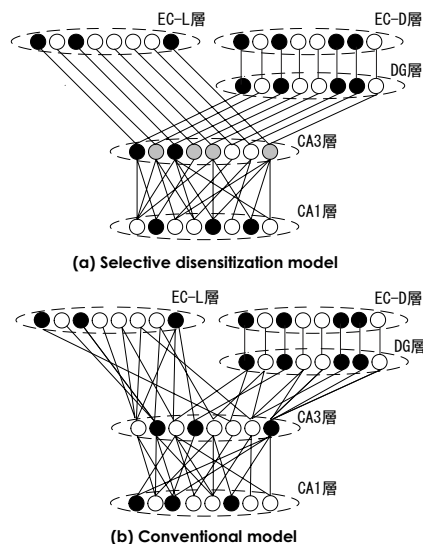 EC-L層 EC-D層
DG層
CA3層
CA1層
(a) Selective disensitization model
EC-L層 EC-D層
DG層
CA3層
CA1層
(b) Conventional model